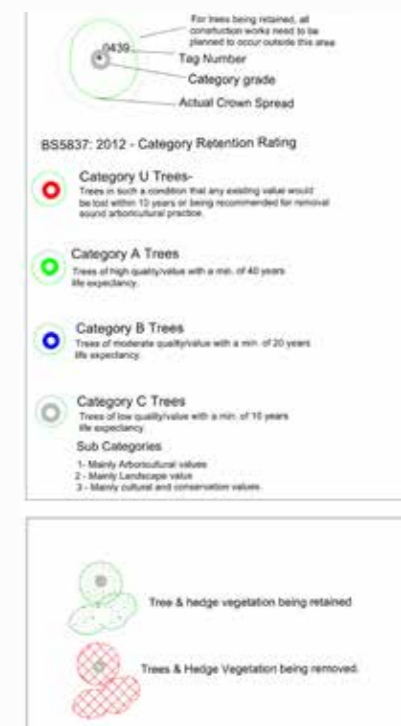 For trees being retained, all
constuction works need to be
planned to occur outside this area
0439
Tag Number
Category grade
Actual Crown Spread
BS5837: 2012 - Category Retention Rating
Category U Trees-
Trees in such a condition that any existing value would
be lost within 10 years or being recommended for removal
sound arboricultural practice.
Category A Trees
Trees of high quality/value with a min. of 40 years
life expectancy.
Category B Trees
Trees of moderate quality/value with a min. of 20 years
life expectancy.
Category C Trees
Trees of low quality/value with a min. of 10 years
life expectancy.
Sub Categories
1- Mainly Arboricultural values
2 - Mainly Landscape value
3 - Mainly cultural and conservation values
Tree & hedge vegetation being retained
Trees & Hedge Vegetation being removed.